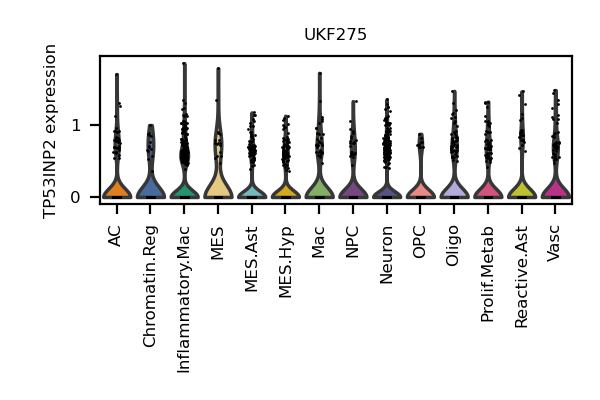 UKF275
TP53INP2 expression
1
0
AC
Chromatin.Reg
Inflammatory.Mac
MES
MES.Ast
MES.Hyp
Mac
NPC
Neuron
OPC
Oligo
Prolif.Metab
Reactive.Ast
Vasc